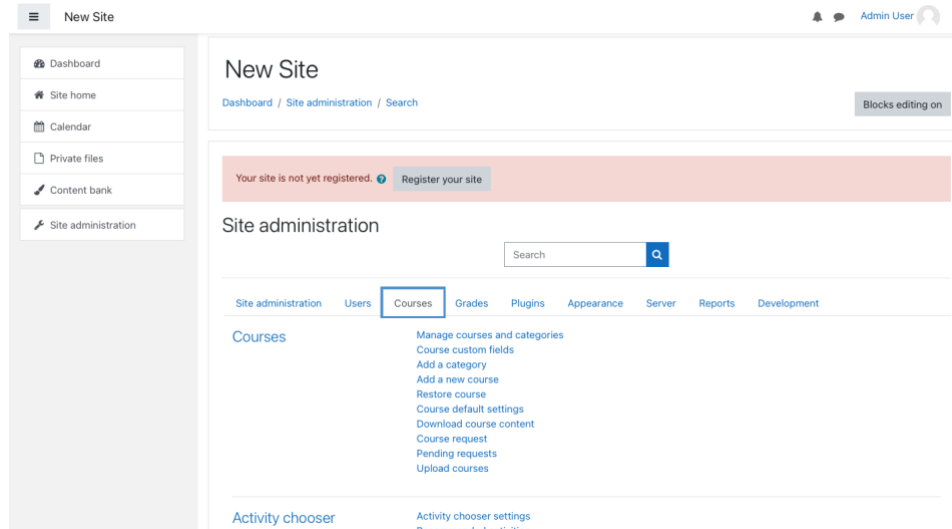 New Site
Admin User
Dashboard
Site home
Calendar
Private files
Content bank
Site administration
New Site
Dashboard / Site administration / Search
Blocks editing on
Your site is not yet registered. ? Register your site
Site administration
Search
Site administration Users Courses Grades Plugins Appearance Server Reports Development
Courses
Manage courses and categories
Course custom fields
Add a category
Add a new course
Restore course
Course default settings
Download course content
Course request
Pending requests
Upload courses
Activity chooser
Activity chooser settings